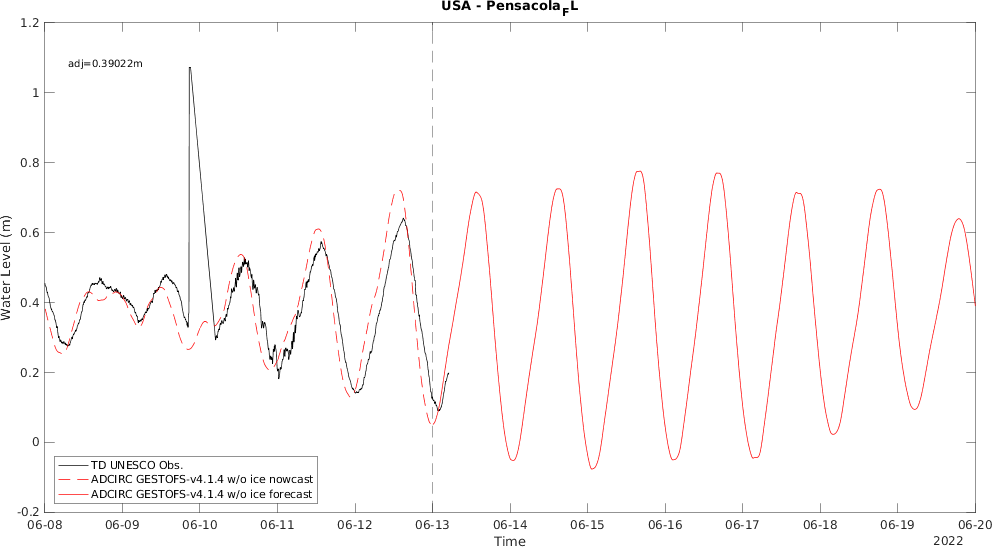 USA - Pensacola_FL
adj=0.39022m
1.2
1
0.8
0.6
0.4
0.2
0
-0.2
Water Level (m)
TD UNESCO Obs.
ADCIRC GESTOFS-v4.1.4 w/o ice nowcast
ADCIRC GESTOFS-v4.1.4 w/o ice forecast
06-08 06-09 06-10 06-11 06-12 06-13 06-14 06-15 06-16 06-17 06-18 06-19 06-20
Time
2022